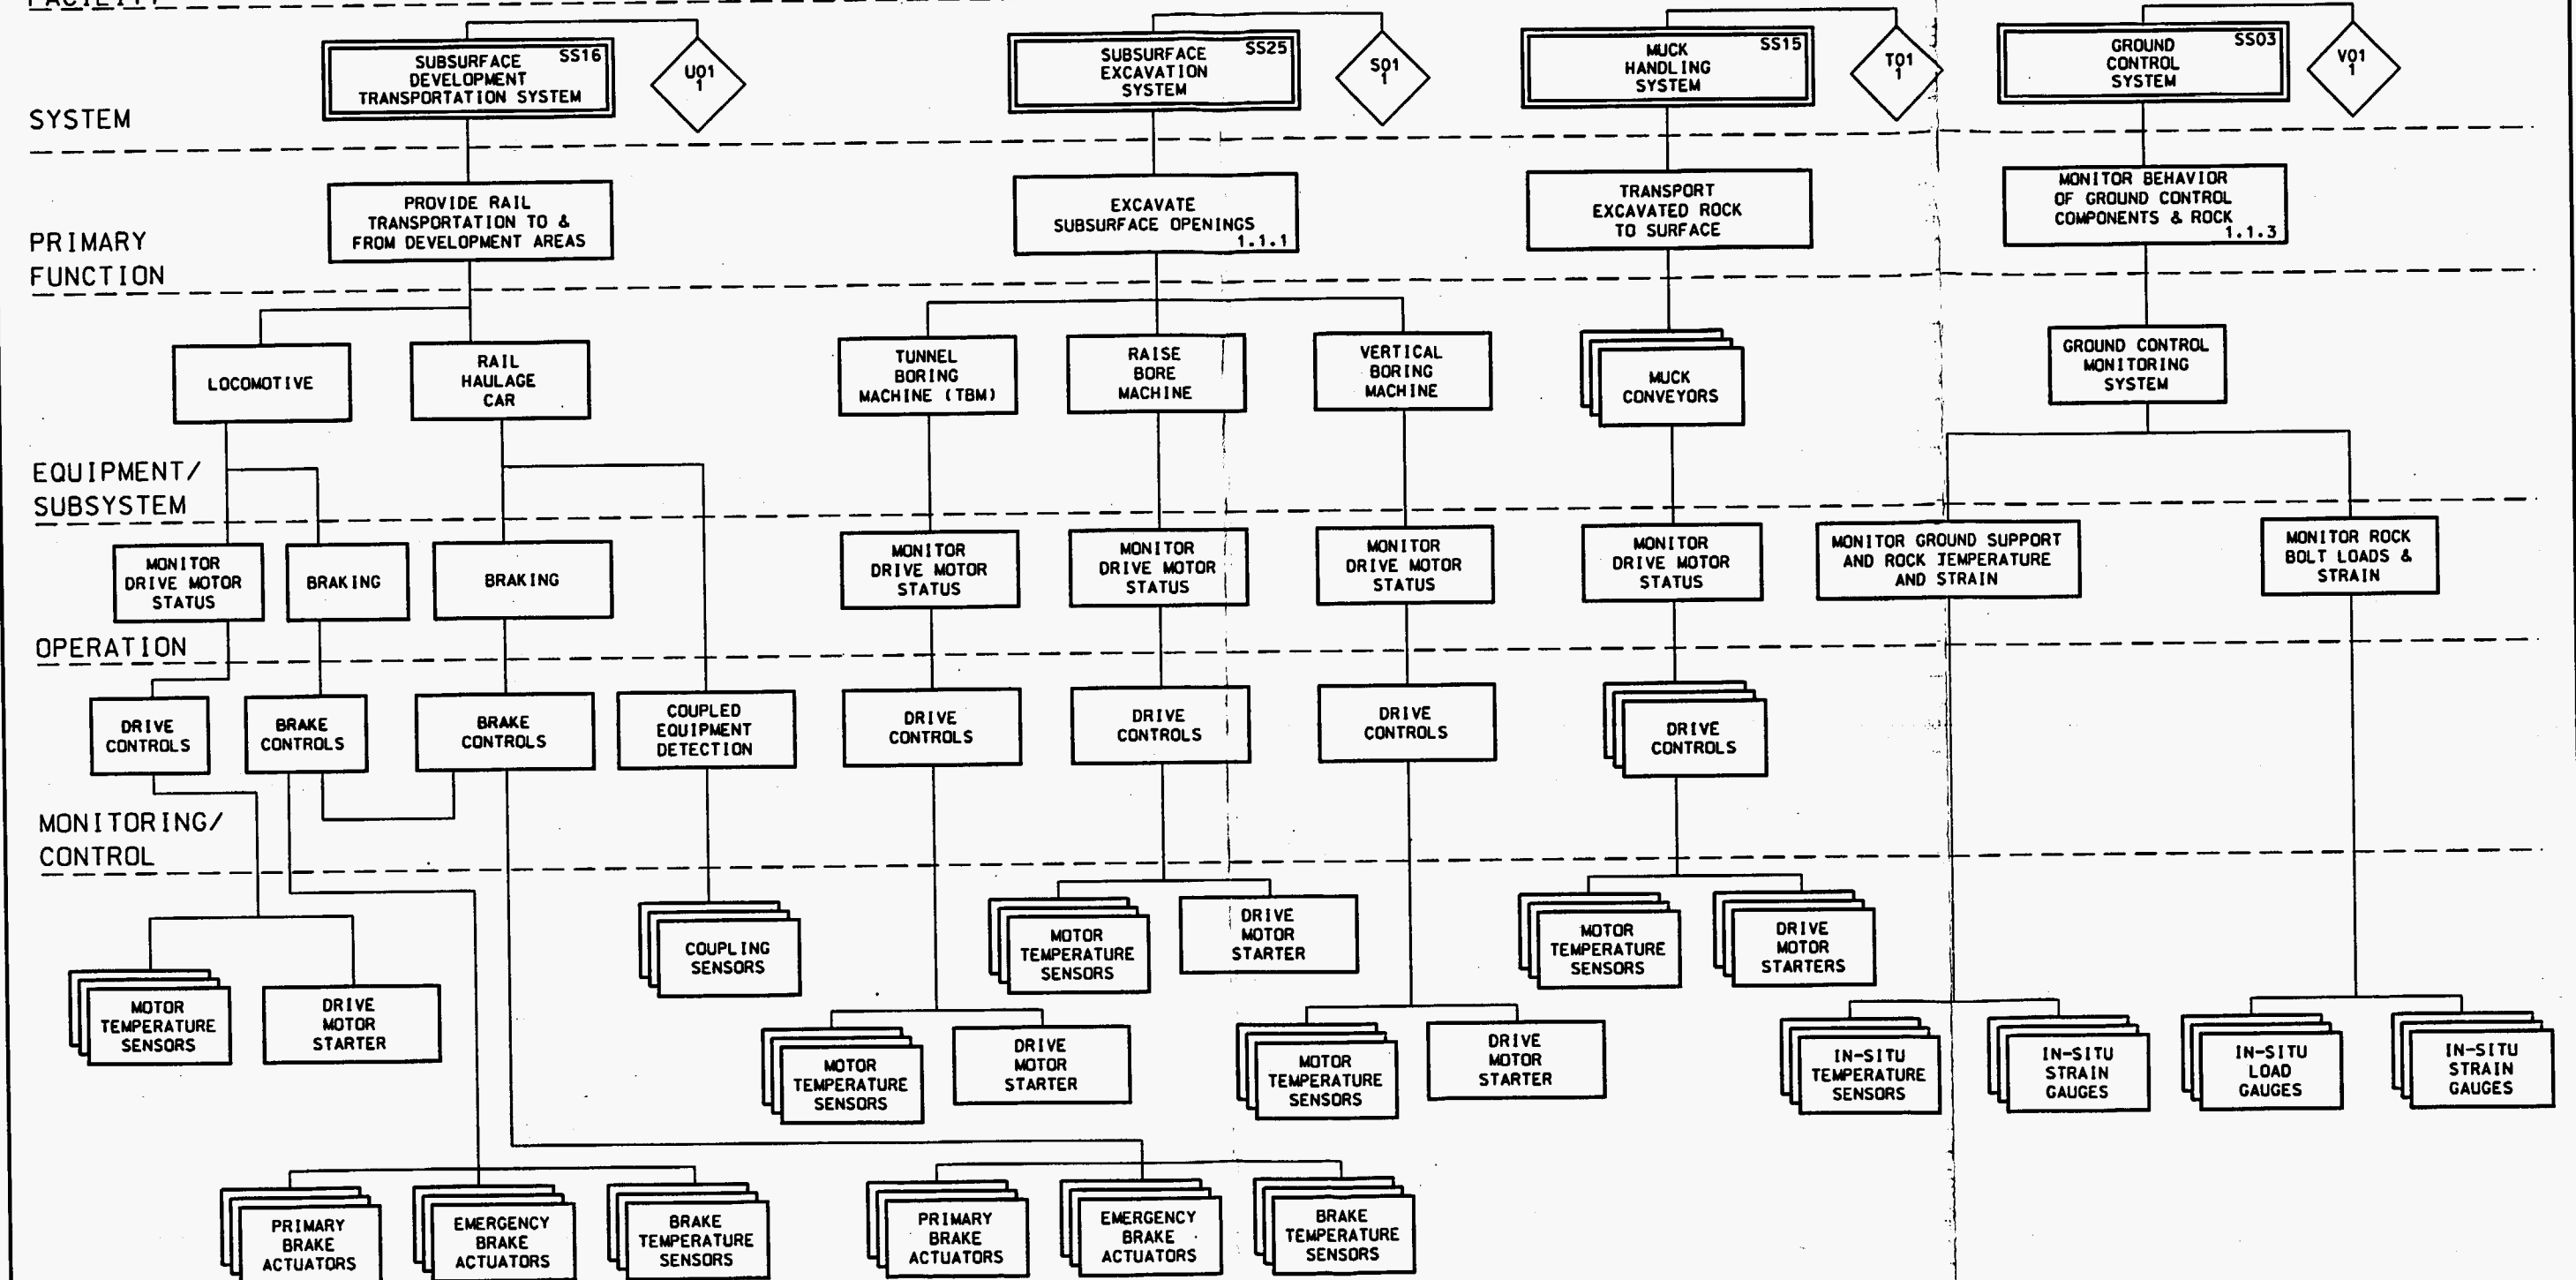 FACILITY
SUBSURFACE
DEVELOPMENT
TRANSPORTATION SYSTEM
SS16
U01
1
SUBSURFACE
EXCAVATION
SYSTEM
SS25
S01
1
MUCK
HANDLING
SYSTEM
SS15
T01
1
GROUND
CONTROL
SYSTEM
SS03
V01
1
SYSTEM
PROVIDE RAIL
TRANSPORTATION TO &
FROM DEVELOPMENT AREAS
EXCAVATE
SUBSURFACE OPENINGS
1.1.1
TRANSPORT
EXCAVATED ROCK
TO SURFACE
MONITOR BEHAVIOR
OF GROUND CONTROL
COMPONENTS & ROCK
1.1.3
PRIMARY
FUNCTION
LOCOMOTIVE
RAIL
HAULAGE
CAR
TUNNEL
BORING
MACHINE (TBM)
RAISE
BORE
MACHINE
VERTICAL
BORING
MACHINE
MUCK
CONVEYORS
GROUND CONTROL
MONITORING
SYSTEM
EQUIPMENT/
SUBSYSTEM
MONITOR
DRIVE MOTOR
STATUS
BRAKING
BRAKING
MONITOR
DRIVE MOTOR
STATUS
MONITOR
DRIVE MOTOR
STATUS
MONITOR
DRIVE MOTOR
STATUS
MONITOR
DRIVE MOTOR
STATUS
MONITOR GROUND SUPPORT
AND ROCK TEMPERATURE
AND STRAIN
MONITOR ROCK
BOLT LOADS &
STRAIN
OPERATION
DRIVE
CONTROLS
BRAKE
CONTROLS
BRAKE
CONTROLS
COUPLED
EQUIPMENT
DETECTION
DRIVE
CONTROLS
DRIVE
CONTROLS
DRIVE
CONTROLS
DRIVE
CONTROLS
MONITORING/
CONTROL
MOTOR
TEMPERATURE
SENSORS
DRIVE
MOTOR
STARTER
COUPLING
SENSORS
MOTOR
TEMPERATURE
SENSORS
DRIVE
MOTOR
STARTER
MOTOR
TEMPERATURE
SENSORS
DRIVE
MOTOR
STARTER
MOTOR
TEMPERATURE
SENSORS
DRIVE
MOTOR
STARTER
MOTOR
TEMPERATURE
SENSORS
DRIVE
MOTOR
STARTERS
IN-SITU
TEMPERATURE
SENSORS
IN-SITU
STRAIN
GAUGES
IN-SITU
LOAD
GAUGES
IN-SITU
STRAIN
GAUGES
PRIMARY
BRAKE
ACTUATORS
EMERGENCY
BRAKE
ACTUATORS
BRAKE
TEMPERATURE
SENSORS
PRIMARY
BRAKE
ACTUATORS
EMERGENCY
BRAKE
ACTUATORS
BRAKE
TEMPERATURE
SENSORS